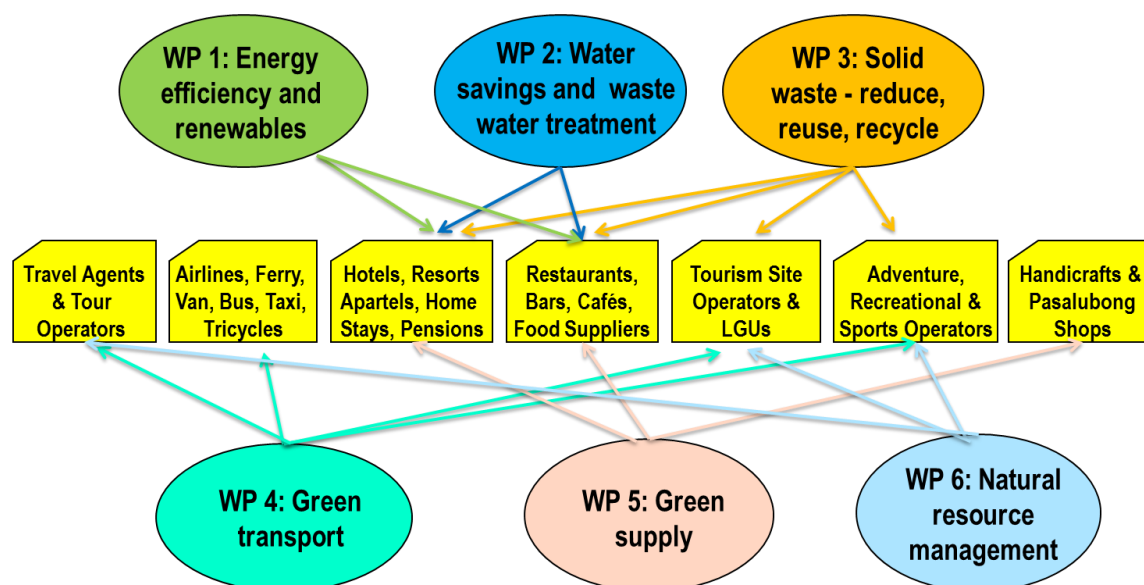 WP 1: Energy
efficiency and
renewables
WP 2: Water
savings and waste
water treatment
WP 3: Solid
waste - reduce,
reuse, recycle
Travel Agents
& Tour
Operators
Airlines, Ferry,
Van, Bus, Taxi,
Tricycles
Hotels, Resorts
Apartels, Home
Stays, Pensions
Restaurants,
Bars, Cafés,
Food Suppliers
Tourism Site
Operators &
LGUs
Adventure,
Recreational &
Sports Operators
Handicrafts &
Pasalubong
Shops
WP 4: Green
transport
WP 5: Green
supply
WP 6: Natural
resource
management